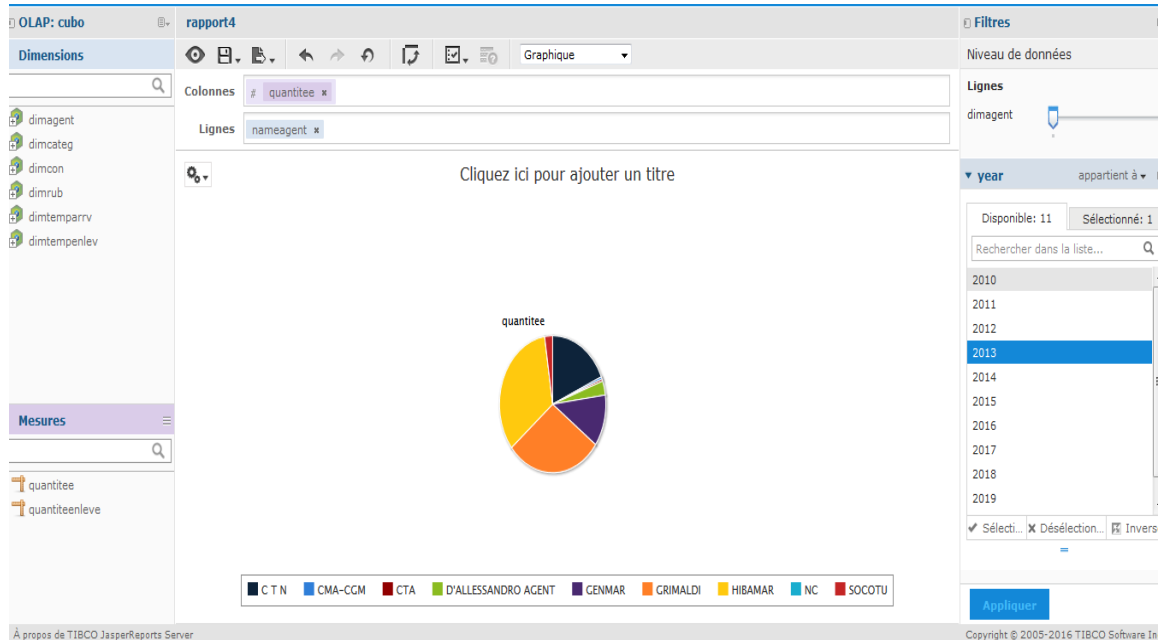 OLAP: cubo
Dimensions
dimagent
dimcateg
dimcon
dimrub
dimtemparrv
dimtempenlev
Mesures
quantitee
quantiteenleve
rapport4
Graphique
Colonnes # quantitee x
Lignes nameagent x
Cliquez ici pour ajouter un titre
quantitee
C T N CMA-CGM CTA D'ALLESSANDRO AGENT GENMAR GRIMALDI HIBAMAR NC SOCOTU
Filtres
Niveau de données
Lignes
dimagent
year appartient à
Disponible: 11 Sélectionné: 1
Rechercher dans la liste...
2010
2011
2012
2013
2014
2015
2016
2017
2018
2019
Sélecti... Désélection... Invers
Appliquer
À propos de TIBCO JasperReports Server
Copyright © 2005-2016 TIBCO Software In